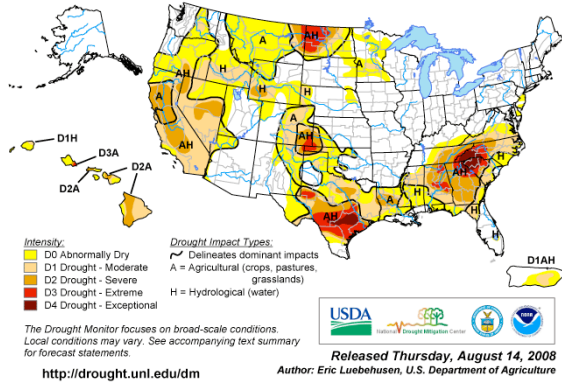 A
AH
AH
A
H
H
A
A
AH
AH
H
D1H
D3A
D2A
D2A
AH
AH
A
H
H
H
D1AH
Intensity:
D0 Abnormally Dry
D1 Drought - Moderate
D2 Drought - Severe
D3 Drought - Extreme
D4 Drought - Exceptional
Drought Impact Types:
Delineates dominant impacts
A = Agricultural (crops, pastures,
grasslands)
H = Hydrological (water)
The Drought Monitor focuses on broad-scale conditions.
Local conditions may vary. See accompanying text summary
for forecast statements.
http://drought.unl.edu/dm
USDA
National Drought Mitigation Center
Released Thursday, August 14, 2008
Author: Eric Luebehusen, U.S. Department of Agriculture